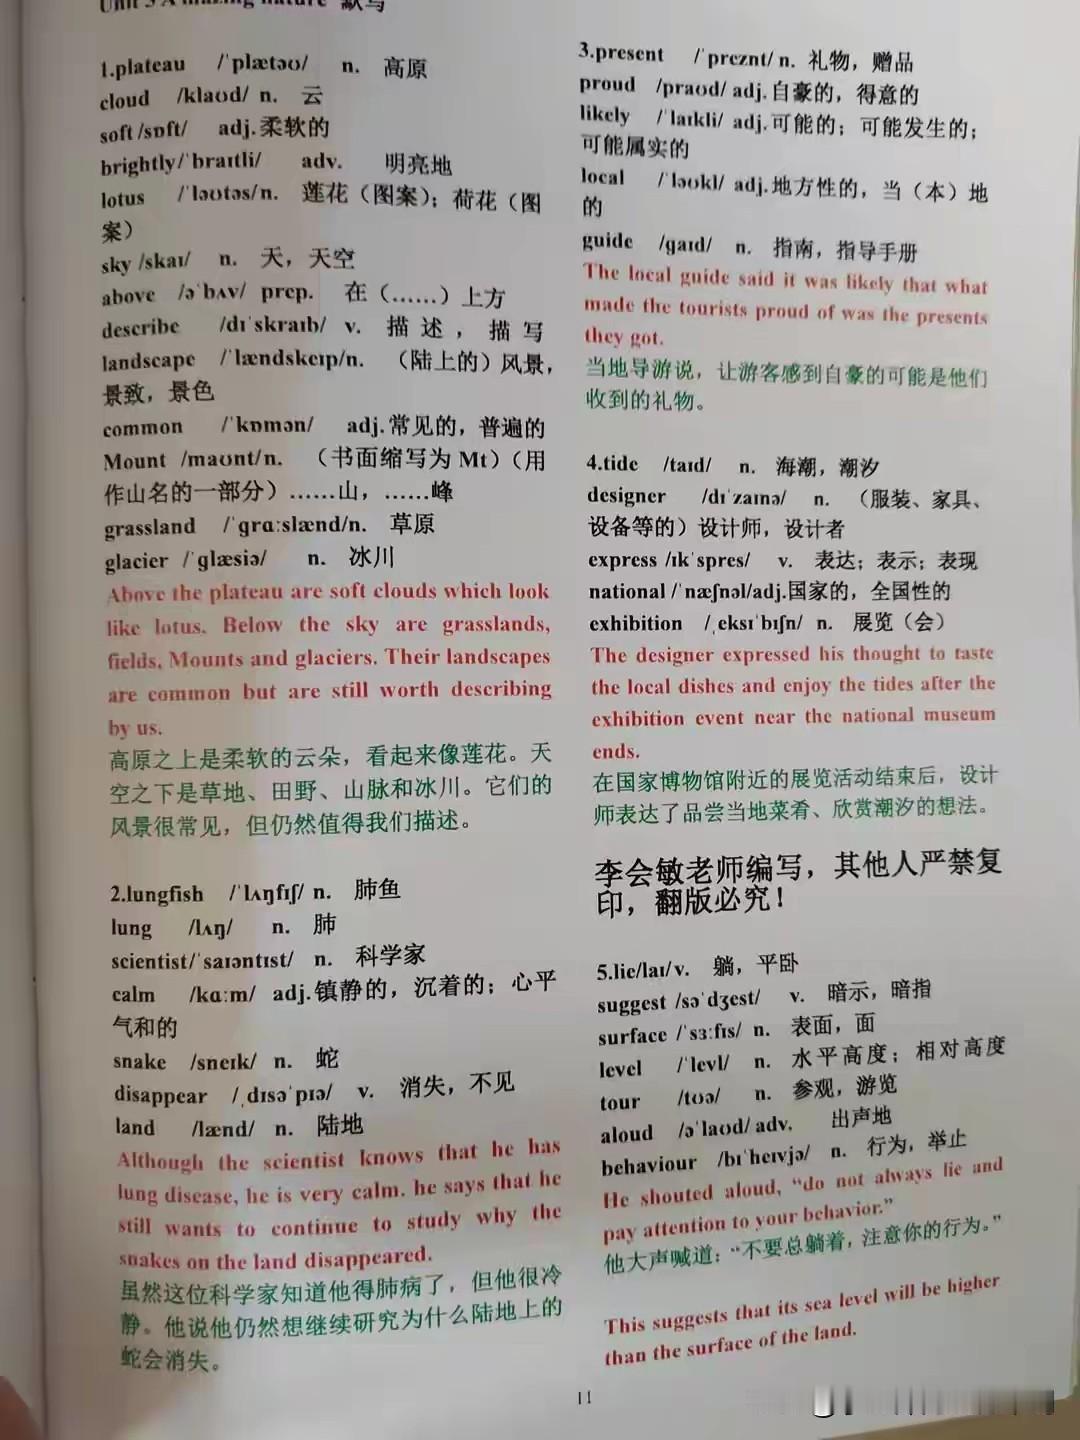 Unit 5 Amazing nature 默写
1.plateau /ˈplætəʊ/ n. 高原
cloud /klaʊd/ n. 云
soft /sɒft/ adj.柔软的
brightly/ˈbraɪtli/ adv. 明亮地
lotus /ˈləʊtəs/n. 莲花（图案）；荷花（图
案）
sky /skaɪ/ n. 天，天空
above /əˈbʌv/ prep. 在（……）上方
describe /dɪˈskraɪb/ v. 描述，描写
landscape /ˈlændskeɪp/n. （陆上的）风景，
景致，景色
common /ˈkɒmən/ adj.常见的，普遍的
Mount /maʊnt/n. （书面缩写为 Mt）（用
作山名的一部分）……山，……峰
grassland /ˈɡrɑːslænd/n. 草原
glacier /ˈɡlæsiə/ n. 冰川
Above the plateau are soft clouds which look
like lotus. Below the sky are grasslands,
fields, Mounts and glaciers. Their landscapes
are common but are still worth describing
by us.
高原之上是柔软的云朵，看起来像莲花。天
空之下是草地、田野、山脉和冰川。它们的
风景很常见，但仍然值得我们描述。
2.lungfish /ˈlʌŋfɪʃ/ n. 肺鱼
lung /lʌŋ/ n. 肺
scientist/ˈsaɪəntɪst/ n. 科学家
calm /kɑːm/ adj.镇静的，沉着的；心平
气和的
snake /sneɪk/ n. 蛇
disappear /ˌdɪsəˈpɪə/ v. 消失，不见
land /lænd/ n. 陆地
Although the scientist knows that he has
lung disease, he is very calm. he says that he
still wants to continue to study why the
snakes on the land disappeared.
虽然这位科学家知道他得肺病了，但他很冷
静。他说他仍然想继续研究为什么陆地上的
蛇会消失。
3.present /ˈpreznt/ n. 礼物，赠品
proud /praʊd/ adj.自豪的，得意的
likely /ˈlaɪkli/ adj.可能的；可能发生的；
可能属实的
local /ˈləʊkl/ adj.地方性的，当（本）地
的
guide /ɡaɪd/ n. 指南，指导手册
The local guide said it was likely that what
made the tourists proud of was the presents
they got.
当地导游说，让游客感到自豪的可能是他们
收到的礼物。
4.tide /taɪd/ n. 海潮，潮汐
designer /dɪˈzaɪnə/ n. （服装、家具、
设备等的）设计师，设计者
express /ɪkˈspres/ v. 表达；表示；表现
national /ˈnæʃnəl/adj.国家的，全国性的
exhibition /ˌeksɪˈbɪʃn/ n. 展览（会）
The designer expressed his thought to taste
the local dishes and enjoy the tides after the
exhibition event near the national museum
ends.
在国家博物馆附近的展览活动结束后，设计
师表达了品尝当地菜肴、欣赏潮汐的想法。
李会敏老师编写，其他人严禁复
印，翻版必究！
5.lie/laɪ/ v. 躺，平卧
suggest /səˈdʒest/ v. 暗示，暗指
surface /ˈsɜːfɪs/ n. 表面，面
level /ˈlevl/ n. 水平高度；相对高度
tour /tʊə/ n. 参观，游览
aloud /əˈlaʊd/ adv. 出声地
behaviour /bɪˈheɪvjə/ n. 行为，举止
He shouted aloud, “do not always lie and
pay attention to your behavior.”
他大声喊道：“不要总躺着，注意你的行为。”
This suggests that its sea level will be higher
than the surface of the land.
11